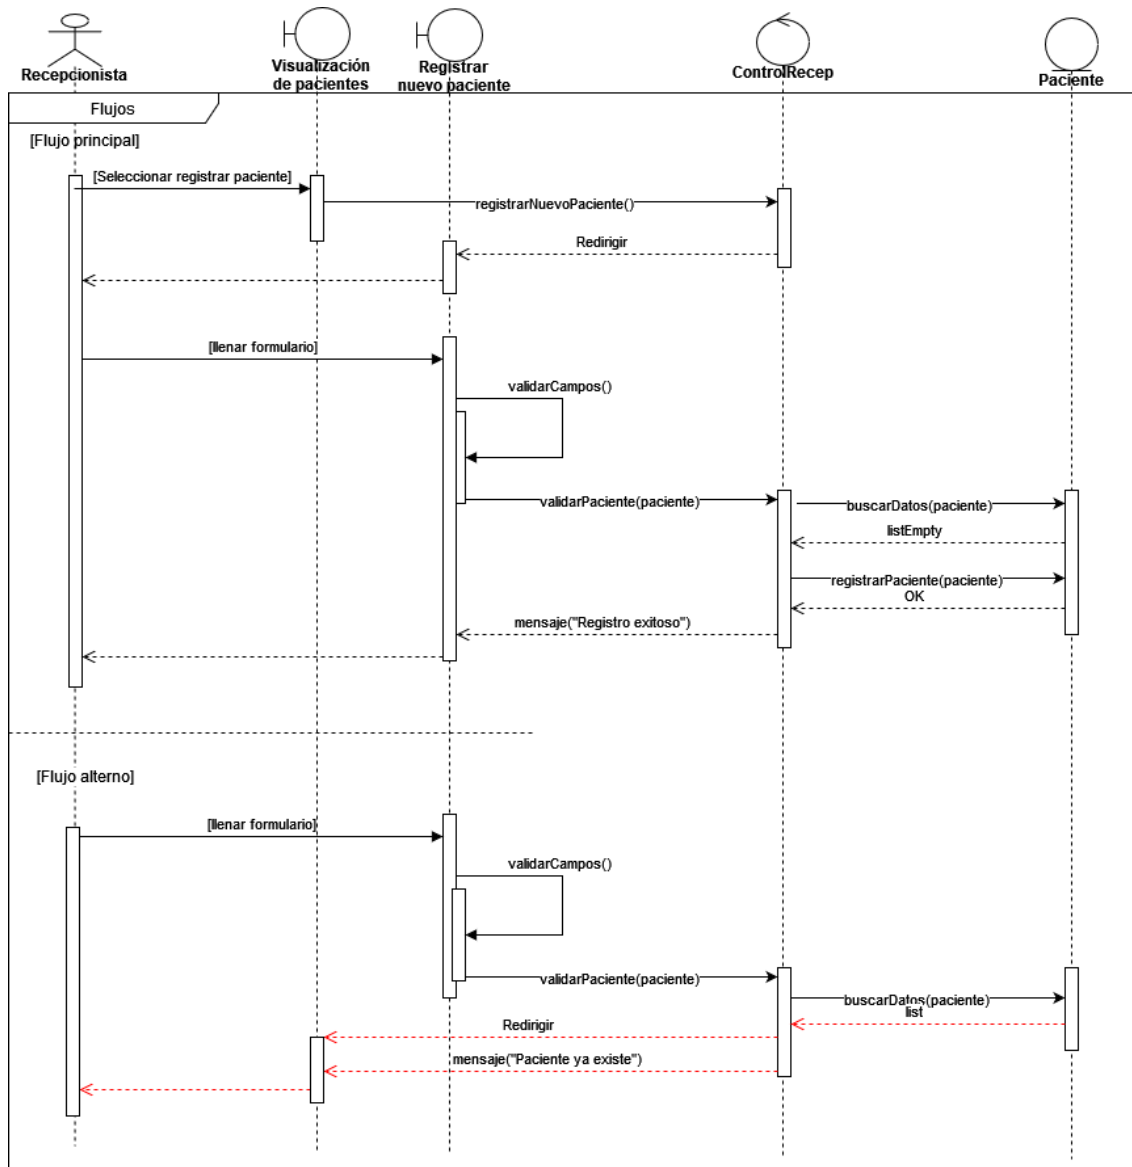 Recepcionista
Visualización
de pacientes
Registrar
nuevo paciente
ControlRecep
Paciente
Flujos
[Flujo principal]
[Seleccionar registrar paciente]
registrarNuevoPaciente()
Redirigir
[llenar formulario]
validarCampos()
validarPaciente(paciente)
buscarDatos(paciente)
listEmpty
registrarPaciente(paciente)
OK
mensaje("Registro exitoso")
[Flujo alterno]
[llenar formulario]
validarCampos()
validarPaciente(paciente)
buscarDatos(paciente)
list
Redirigir
mensaje("Paciente ya existe")